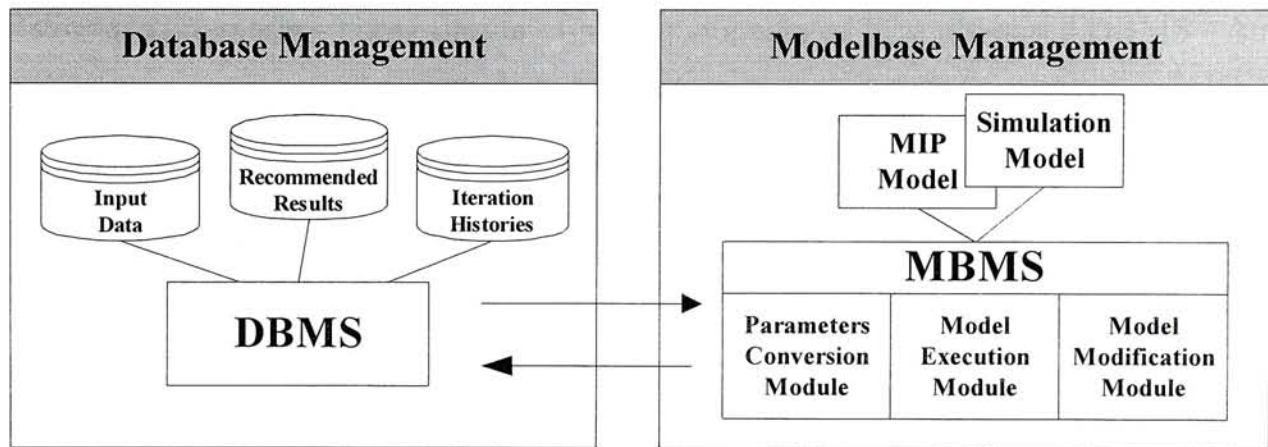 Database Management
Input
Data
Recommended
Results
Iteration
Histories
DBMS
Modelbase Management
MIP
Model
Simulation
Model
MBMS
Parameters
Conversion
Module
Model
Execution
Module
Model
Modification
Module